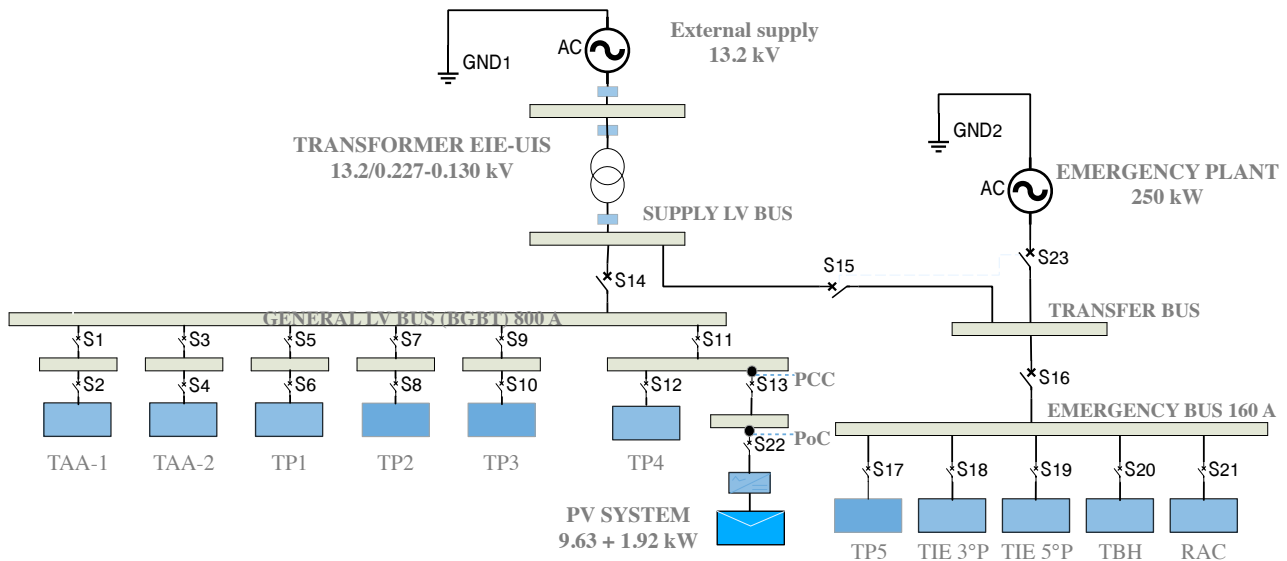 External supply
13.2 kV
AC
GND1
TRANSFORMER EIE-UIS
13.2/0.227-0.130 kV
GND2
EMERGENCY PLANT
250 kW
AC
SUPPLY LV BUS
S14
S15
S23
GENERAL LV BUS (BGBT) 800 A
TRANSFER BUS
S1
S3
S5
S7
S9
S11
S2
S4
S6
S8
S10
S12
S13
PCC
S16
EMERGENCY BUS 160 A
TAA-1
TAA-2
TP1
TP2
TP3
TP4
S22
PoC
S17
S18
S19
S20
S21
PV SYSTEM
9.63 + 1.92 kW
TP5
TIE 3°P
TIE 5°P
TBH
RAC